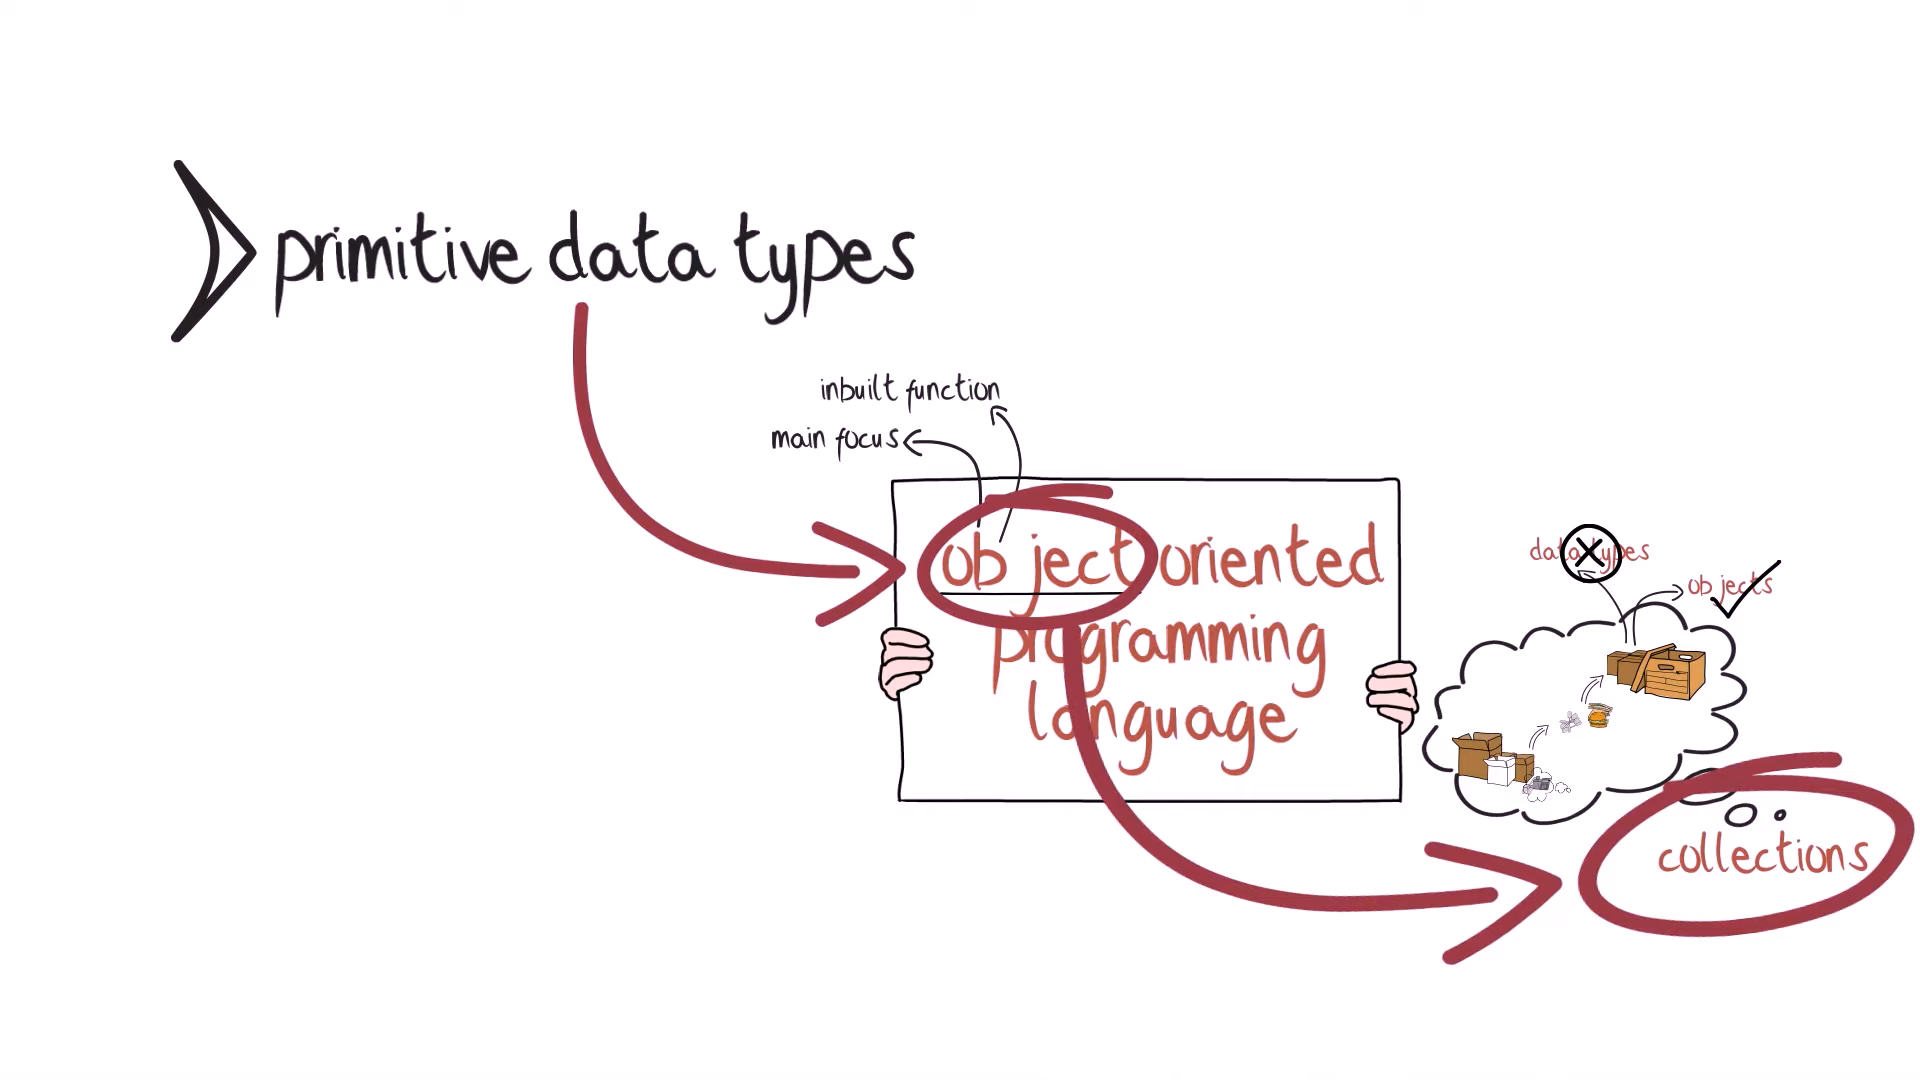 primitive data types
inbuilt function
main focus
object oriented
programming
language
data types
objects
collections